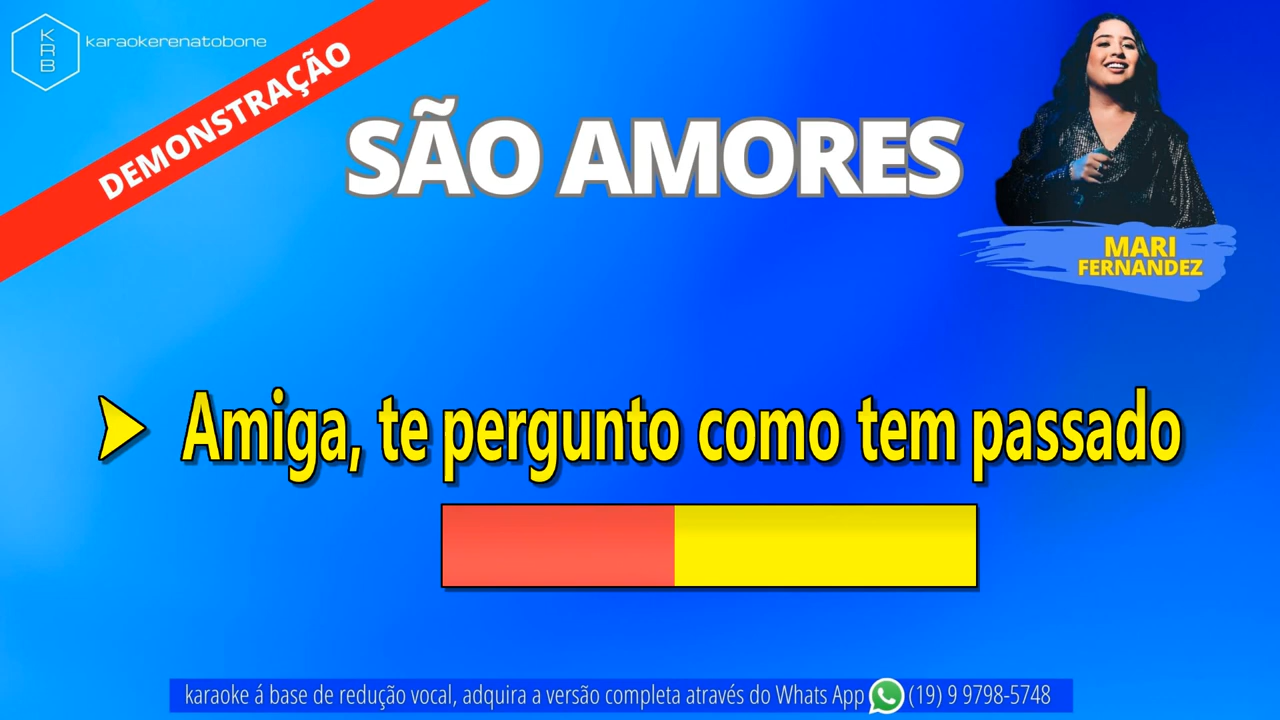 KRB
karaokerenatobone
DEMONSTRAÇÃO
SÃO AMORES
MARI
FERNANDEZ
Amiga, te pergunto como tem passado
karaoke á base de redução vocal, adquira a versão completa através do Whats App (19) 9 9798-5748